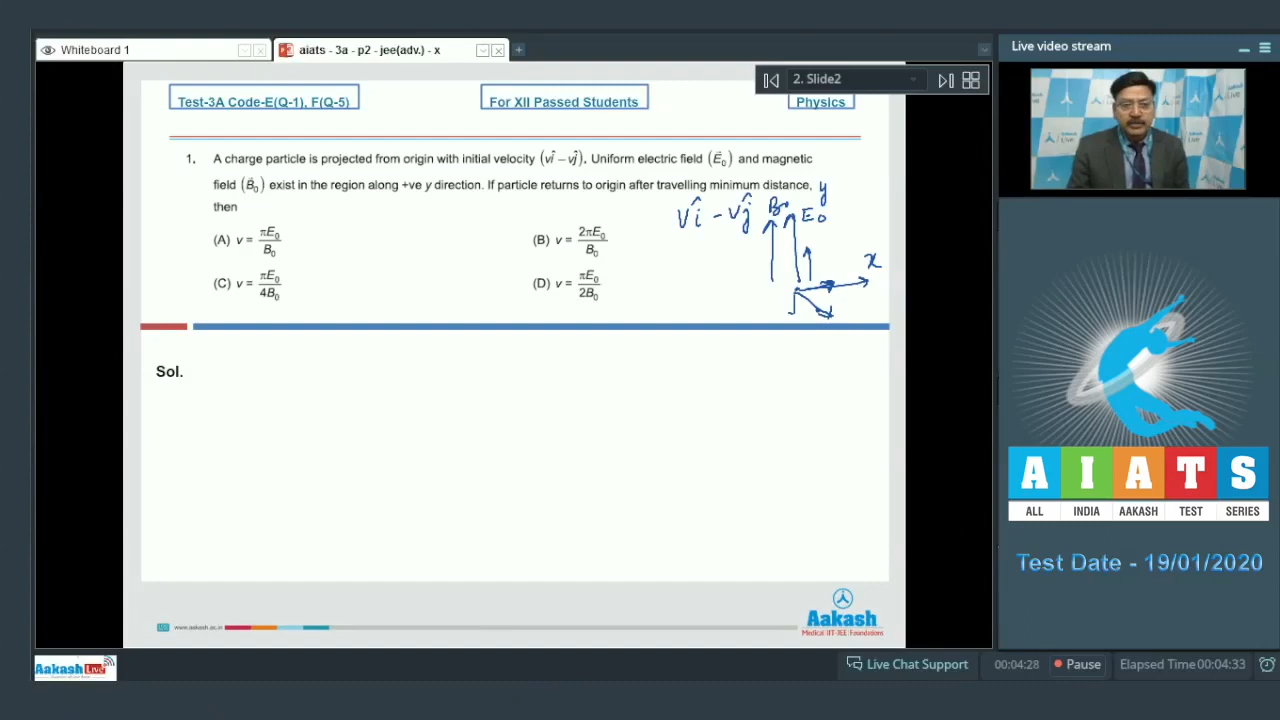 Whiteboard 1
aiats - 3a - p2 - jee(adv.) - x
Live video stream
2. Slide2
Test-3A Code-E(Q-1), F(Q-5)
For XII Passed Students
Physics
1. A charge particle is projected from origin with initial velocity (vî − vĵ). Uniform electric field (E⃗₀) and magnetic
field (B⃗₀) exist in the region along +ve y direction. If particle returns to origin after travelling minimum distance,
then
(A) v = πE₀/B₀
(B) v = 2πE₀/B₀
(C) v = πE₀/4B₀
(D) v = πE₀/2B₀
vî − vĵ
B₀
E₀
y
x
Sol.
www.aakash.ac.in
Aakash
Medical | IIT-JEE | Foundations
A I A T S
ALL INDIA AAKASH TEST SERIES
Test Date - 19/01/2020
Aakash Live
Live Chat Support
00:04:28
Pause
Elapsed Time 00:04:33